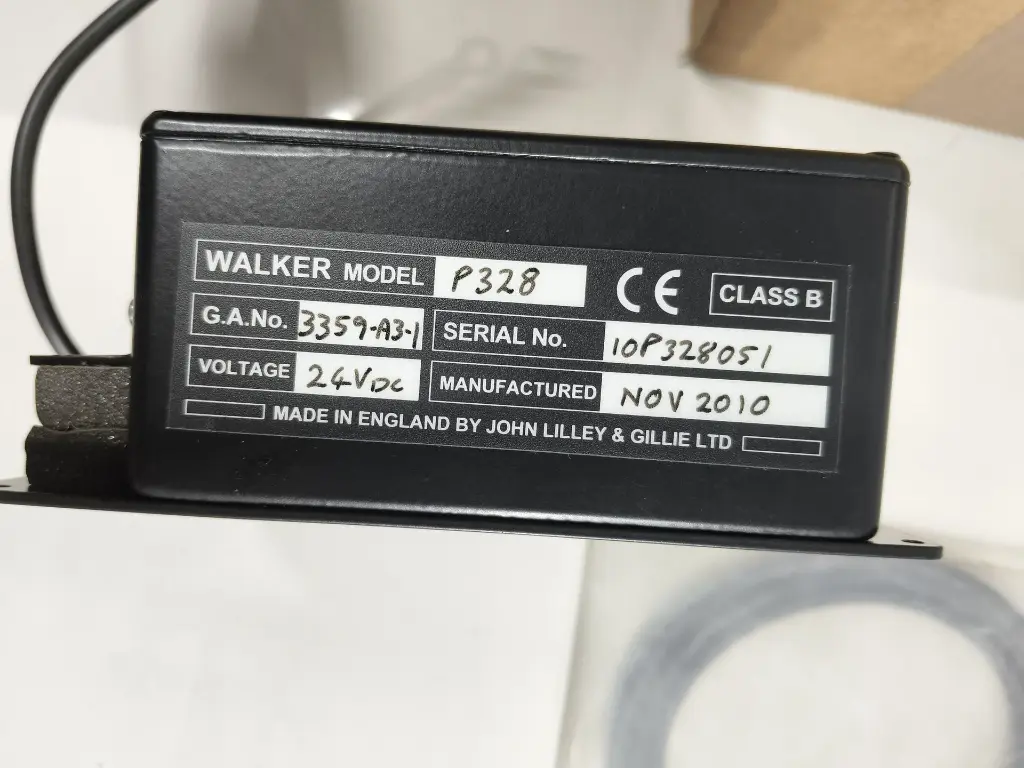 WALKER MODEL P328 CE CLASS B
G.A.No. 3359-A3-1 SERIAL No. 10P328051
VOLTAGE 24VDC MANUFACTURED NOV 2010
MADE IN ENGLAND BY JOHN LILLEY & GILLIE LTD